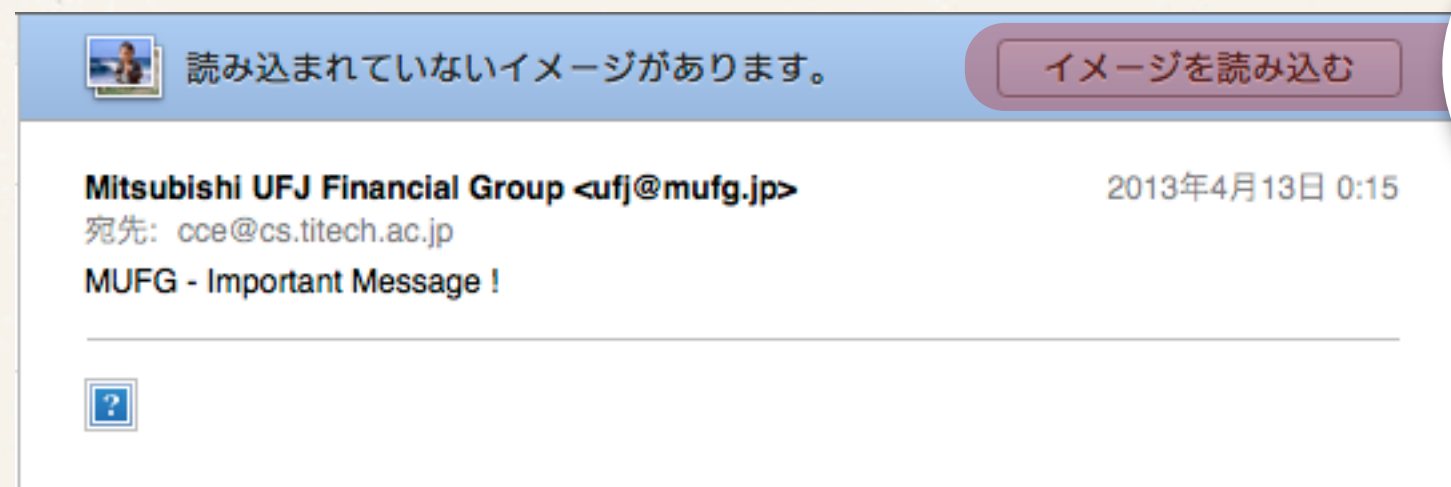 読み込まれていないイメージがあります。 イメージを読み込む
Mitsubishi UFJ Financial Group <ufj@mufg.jp> 2013年4月13日 0:15
宛先: cce@cs.titech.ac.jp
MUFG - Important Message !
?